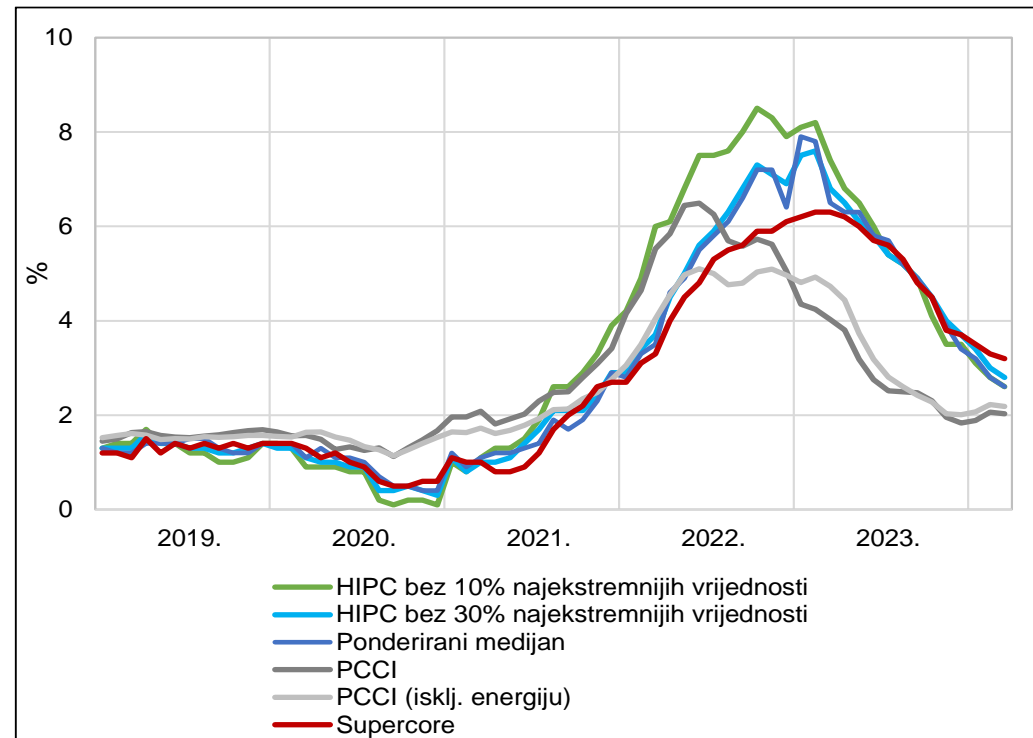 10
8
6
4
2
0
%
2019. 2020. 2021. 2022. 2023.
HIPC bez 10% najekstremnijih vrijednosti
HIPC bez 30% najekstremnijih vrijednosti
Ponderirani medijan
PCCI
PCCI (isklj. energiju)
Supercore